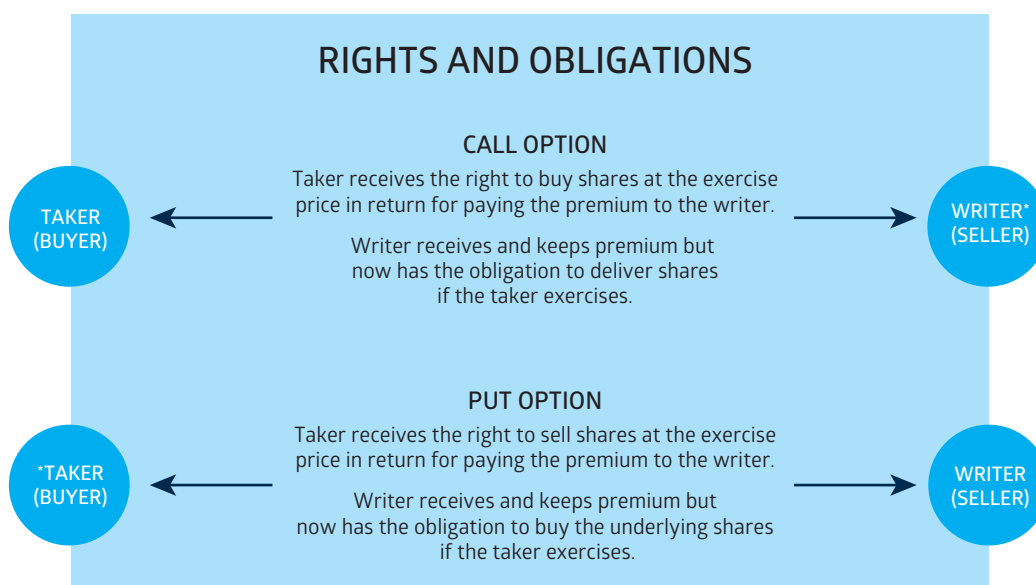 RIGHTS AND OBLIGATIONS
CALL OPTION
Taker receives the right to buy shares at the exercise
price in return for paying the premium to the writer.
Writer receives and keeps premium but
now has the obligation to deliver shares
if the taker exercises.
TAKER
(BUYER)
WRITER*
(SELLER)
PUT OPTION
Taker receives the right to sell shares at the exercise
price in return for paying the premium to the writer.
Writer receives and keeps premium but
now has the obligation to buy the underlying shares
if the taker exercises.
*TAKER
(BUYER)
WRITER
(SELLER)